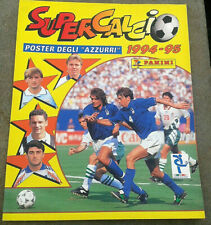 SUPERCALCIO
POSTER DEGLI "AZZURRI" 1994-95
PANINI